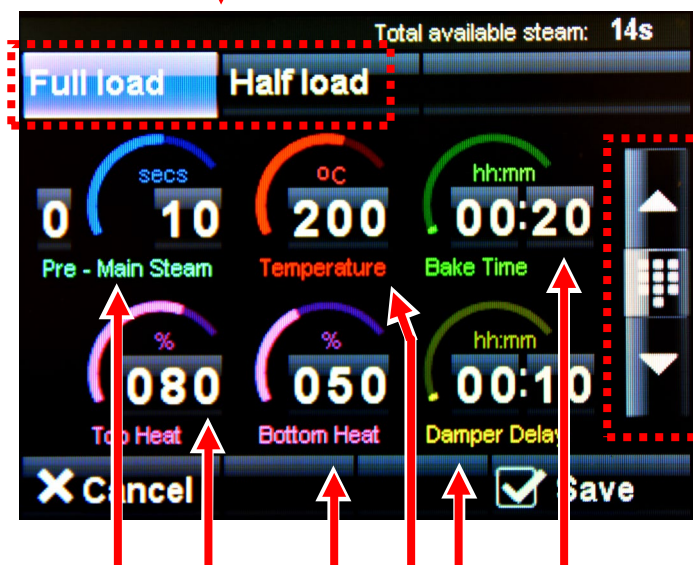 Total available steam: 14s
Full load Half load
secs °C hh:mm
0 10 200 00:20
Pre - Main Steam Temperature Bake Time
% % hh:mm
080 050 00:10
Top Heat Bottom Heat Damper Delay
Cancel Save